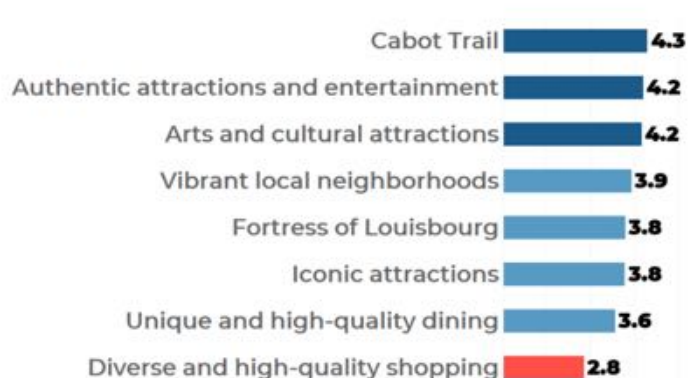 Cabot Trail 4.3
Authentic attractions and entertainment 4.2
Arts and cultural attractions 4.2
Vibrant local neighborhoods 3.9
Fortress of Louisbourg 3.8
Iconic attractions 3.8
Unique and high-quality dining 3.6
Diverse and high-quality shopping 2.8